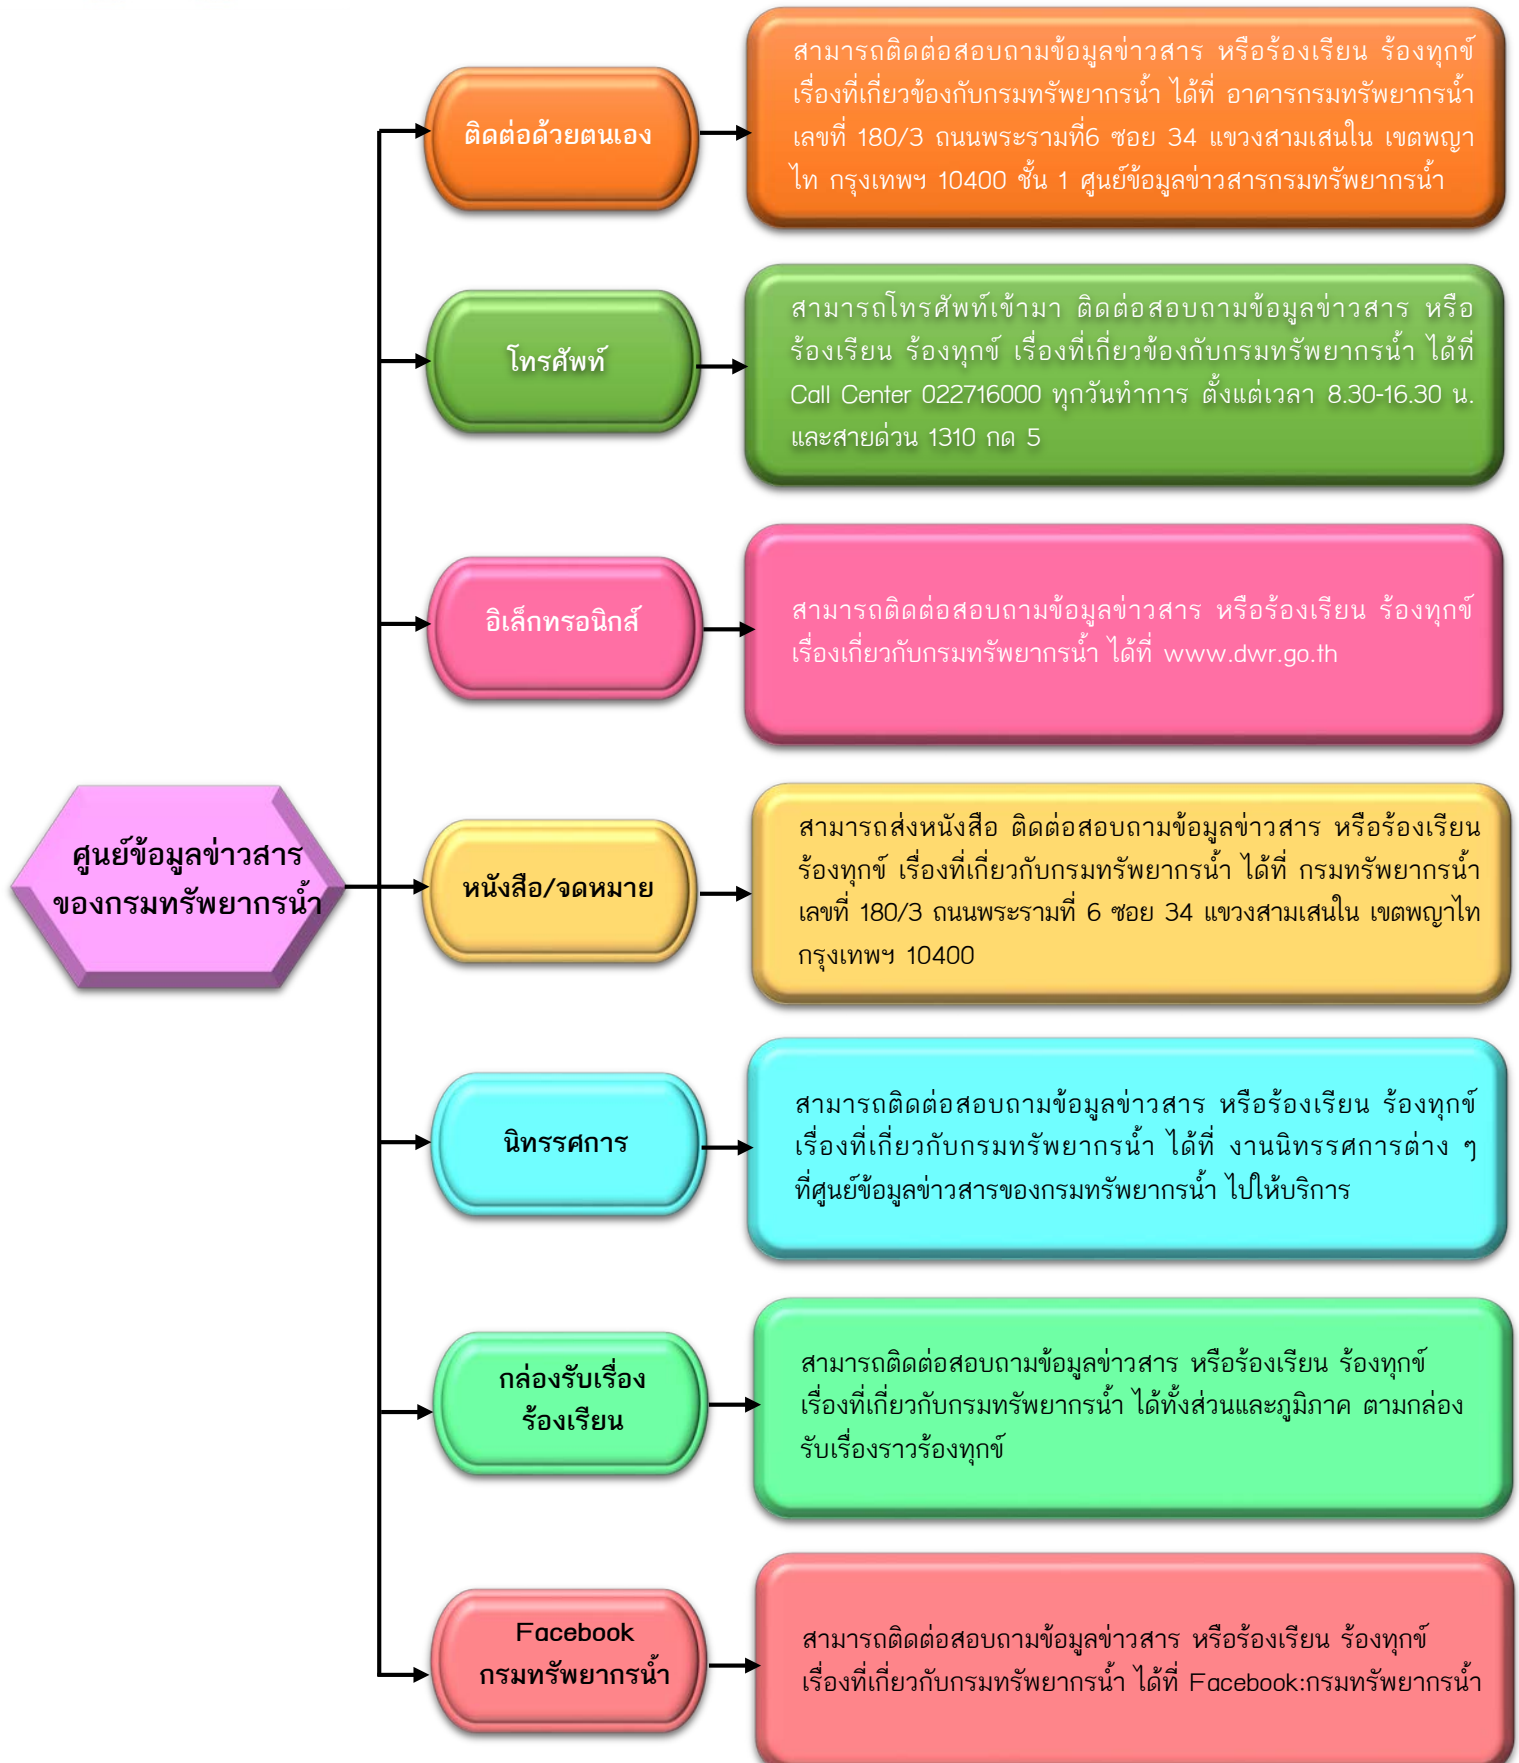 ศูนย์ข้อมูลข่าวสาร
ของกรมทรัพยากรน้ำ
ติดต่อด้วยตนเอง
สามารถติดต่อสอบถามข้อมูลข่าวสาร หรือร้องเรียน ร้องทุกข์
เรื่องที่เกี่ยวข้องกับกรมทรัพยากรน้ำ ได้ที่ อาคารกรมทรัพยากรน้ำ
เลขที่ 180/3 ถนนพระรามที่6 ซอย 34 แขวงสามเสนใน เขตพญา
ไท กรุงเทพฯ 10400 ชั้น 1 ศูนย์ข้อมูลข่าวสารกรมทรัพยากรน้ำ
โทรศัพท์
สามารถโทรศัพท์เข้ามา ติดต่อสอบถามข้อมูลข่าวสาร หรือ
ร้องเรียน ร้องทุกข์ เรื่องที่เกี่ยวข้องกับกรมทรัพยากรน้ำ ได้ที่
Call Center 022716000 ทุกวันทำการ ตั้งแต่เวลา 8.30-16.30 น.
และสายด่วน 1310 กด 5
อิเล็กทรอนิกส์
สามารถติดต่อสอบถามข้อมูลข่าวสาร หรือร้องเรียน ร้องทุกข์
เรื่องเกี่ยวกับกรมทรัพยากรน้ำ ได้ที่ www.dwr.go.th
หนังสือ/จดหมาย
สามารถส่งหนังสือ ติดต่อสอบถามข้อมูลข่าวสาร หรือร้องเรียน
ร้องทุกข์ เรื่องที่เกี่ยวกับกรมทรัพยากรน้ำ ได้ที่ กรมทรัพยากรน้ำ
เลขที่ 180/3 ถนนพระรามที่ 6 ซอย 34 แขวงสามเสนใน เขตพญาไท
กรุงเทพฯ 10400
นิทรรศการ
สามารถติดต่อสอบถามข้อมูลข่าวสาร หรือร้องเรียน ร้องทุกข์
เรื่องที่เกี่ยวกับกรมทรัพยากรน้ำ ได้ที่ งานนิทรรศการต่าง ๆ
ที่ศูนย์ข้อมูลข่าวสารของกรมทรัพยากรน้ำ ไปให้บริการ
กล่องรับเรื่อง
ร้องเรียน
สามารถติดต่อสอบถามข้อมูลข่าวสาร หรือร้องเรียน ร้องทุกข์
เรื่องที่เกี่ยวกับกรมทรัพยากรน้ำ ได้ทั้งส่วนและภูมิภาค ตามกล่อง
รับเรื่องราวร้องทุกข์
Facebook
กรมทรัพยากรน้ำ
สามารถติดต่อสอบถามข้อมูลข่าวสาร หรือร้องเรียน ร้องทุกข์
เรื่องที่เกี่ยวกับกรมทรัพยากรน้ำ ได้ที่ Facebook:กรมทรัพยากรน้ำ